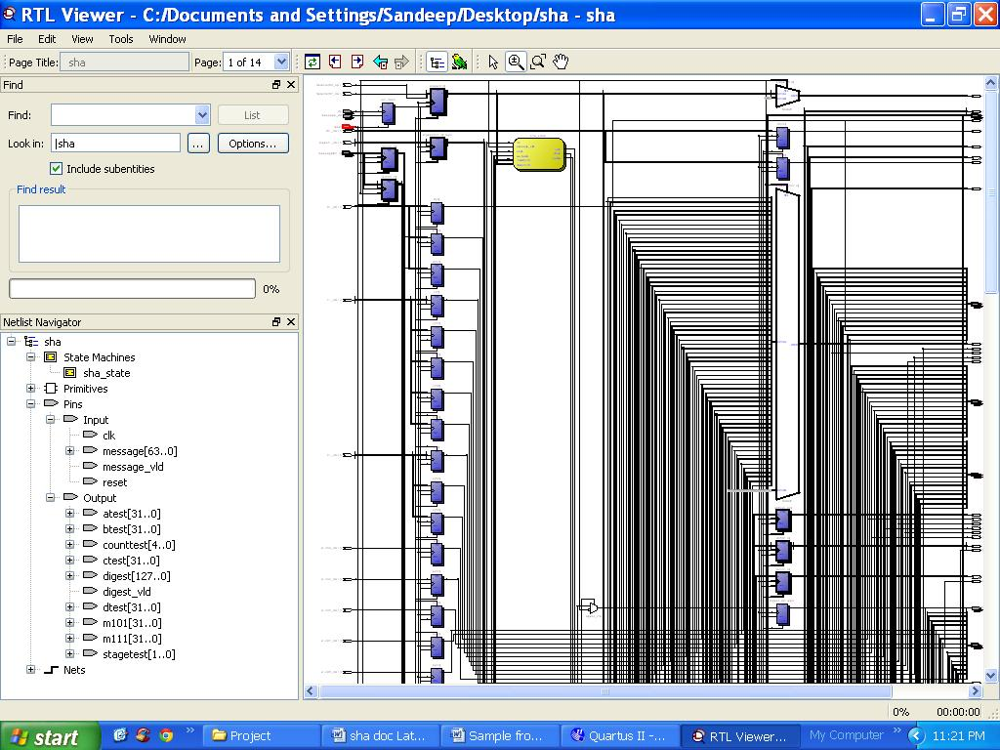 RTL Viewer - C:/Documents and Settings/Sandeep/Desktop/sha - sha
File Edit View Tools Window
Page Title: sha Page: 1 of 14
Find
Find: List
Look in: |sha ... Options...
Include subentities
Find result
0%
Netlist Navigator
sha
State Machines
sha_state
Primitives
Pins
Input
clk
message[63..0]
message_vld
reset
Output
atest[31..0]
btest[31..0]
counttest[4..0]
ctest[31..0]
digest[127..0]
digest_vld
dtest[31..0]
m101[31..0]
m111[31..0]
stagetest[1..0]
Nets
0% 00:00:00
start Project sha doc Lat... Sample fro... Quartus II -... RTL Viewer... My Computer 11:21 PM